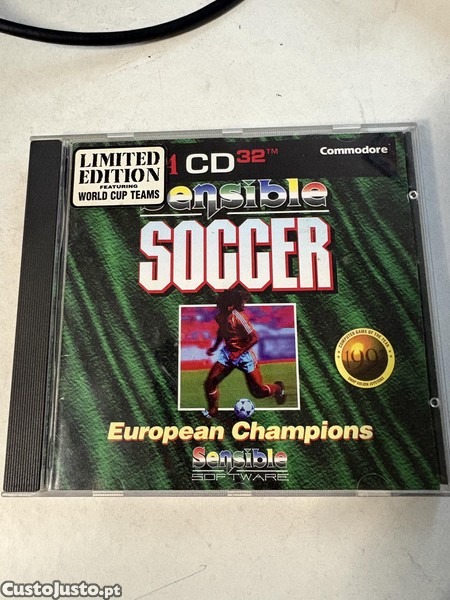 LIMITED
EDITION
FEATURING
WORLD CUP TEAMS
CD32™
Commodore
Sensible
SOCCER
European Champions
Sensible
SOFTWARE
CustoJusto.pt